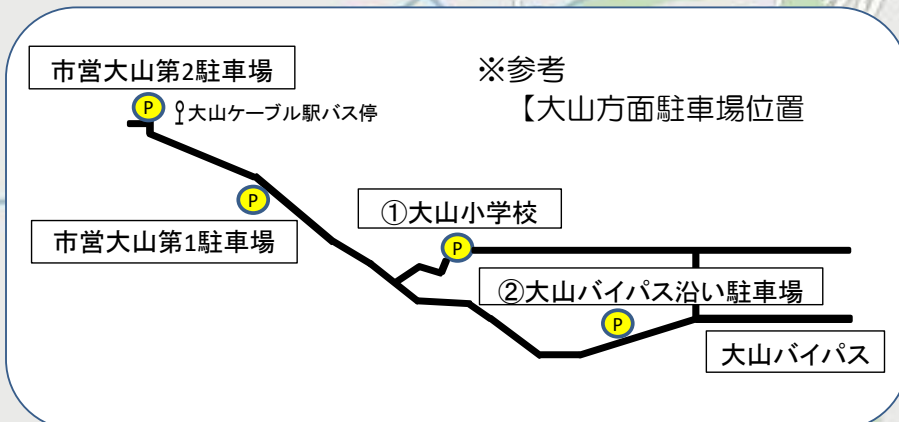 市営大山第2駐車場
※参考
【大山方面駐車場位置
P
大山ケーブル駅バス停
P
市営大山第1駐車場
①大山小学校
P
②大山バイパス沿い駐車場
P
大山バイパス